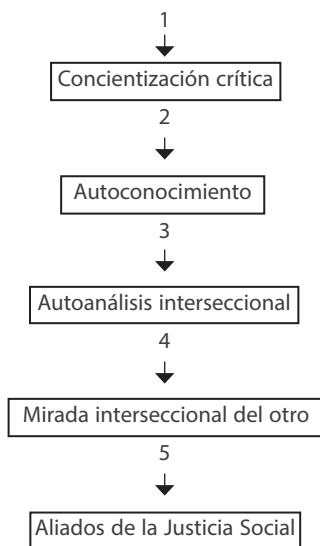 1
Concientización crítica
2
Autoconocimiento
3
Autoanálisis interseccional
4
Mirada interseccional del otro
5
Aliados de la Justicia Social